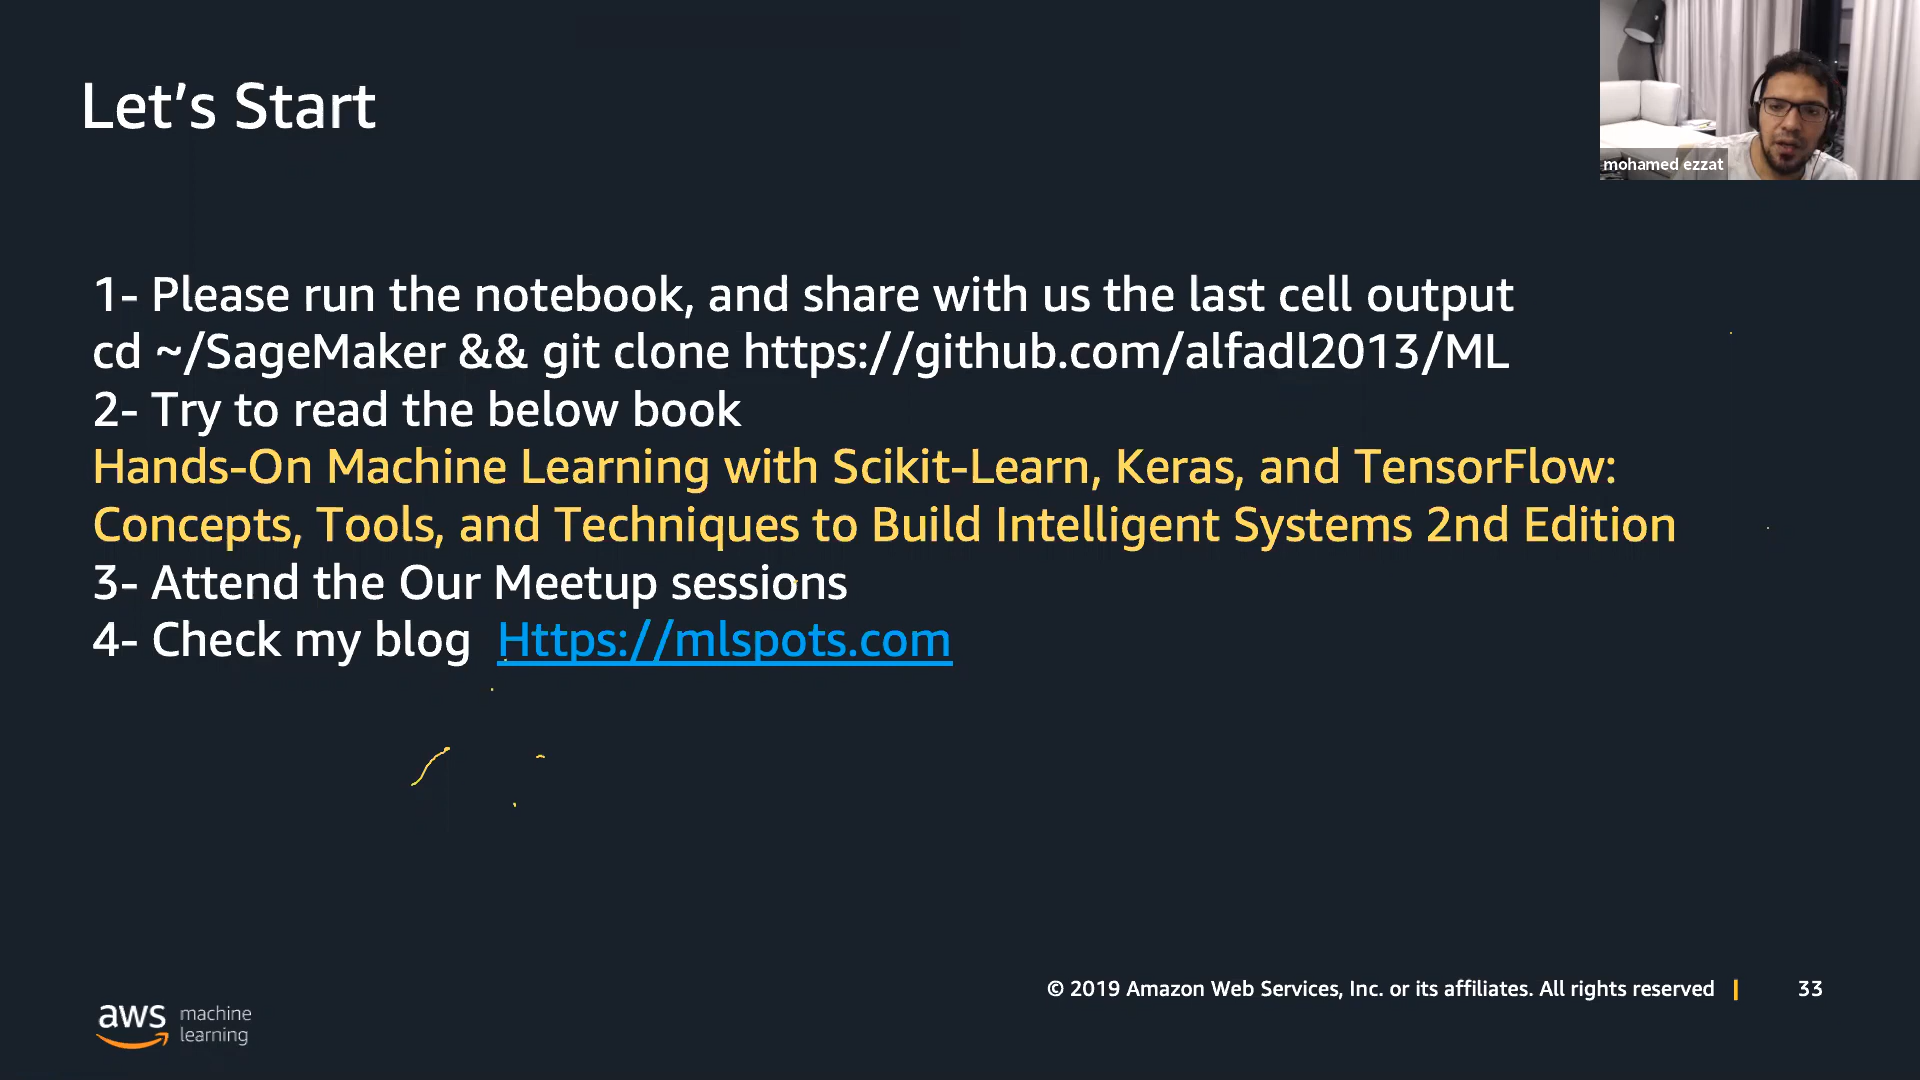 Let's Start
mohamed ezzat
1- Please run the notebook, and share with us the last cell output
cd ~/SageMaker && git clone https://github.com/alfadl2013/ML
2- Try to read the below book
Hands-On Machine Learning with Scikit-Learn, Keras, and TensorFlow:
Concepts, Tools, and Techniques to Build Intelligent Systems 2nd Edition
3- Attend the Our Meetup sessions
4- Check my blog Https://mlspots.com
© 2019 Amazon Web Services, Inc. or its affiliates. All rights reserved | 33
aws machine
learning